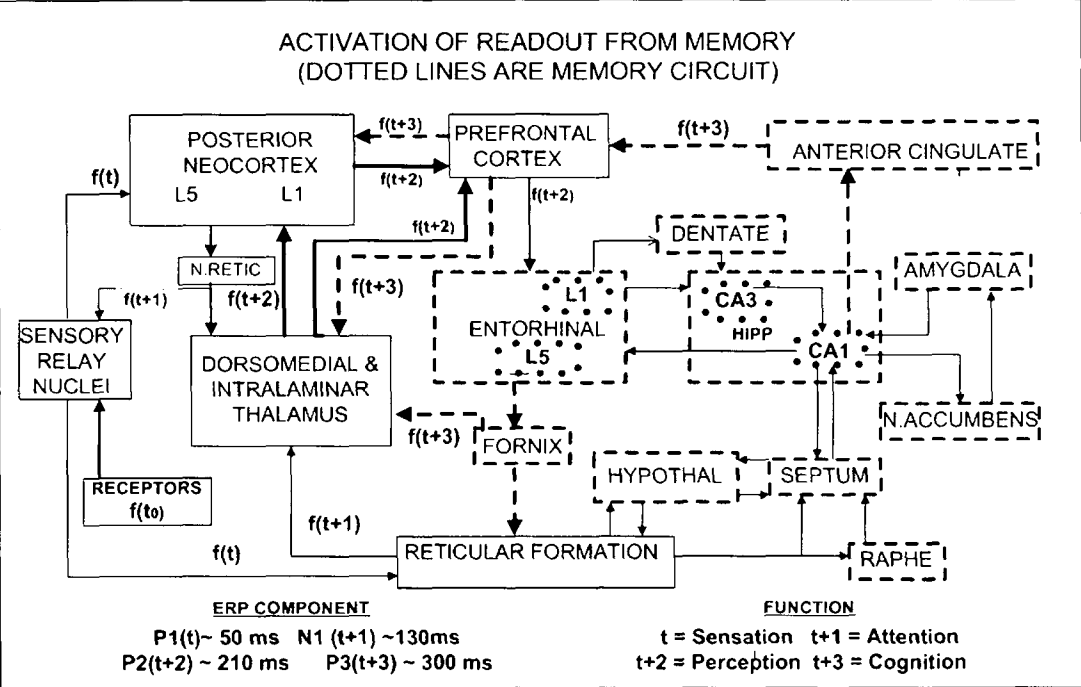 ACTIVATION OF READOUT FROM MEMORY
(DOTTED LINES ARE MEMORY CIRCUIT)
POSTERIOR
NEOCORTEX
L5 L1
f(t+3)
PREFRONTAL
CORTEX
f(t+3)
ANTERIOR CINGULATE
f(t)
f(t+2)
f(t+2)
f(t+2)
N.RETIC
f(t+1)
f(t+2)
f(t+3)
DENTATE
AMYGDALA
L1
ENTORHINAL
L5
CA3
HIPP
CA1
SENSORY
RELAY
NUCLEI
DORSOMEDIAL &
INTRALAMINAR
THALAMUS
f(t+3)
FORNIX
N.ACCUMBENS
HYPOTHAL
SEPTUM
RECEPTORS
f(to)
f(t+1)
f(t)
RETICULAR FORMATION
RAPHE
ERP COMPONENT
P1(t)~ 50 ms N1 (t+1) ~130ms
P2(t+2) ~ 210 ms P3(t+3) ~ 300 ms
FUNCTION
t = Sensation t+1 = Attention
t+2 = Perception t+3 = Cognition